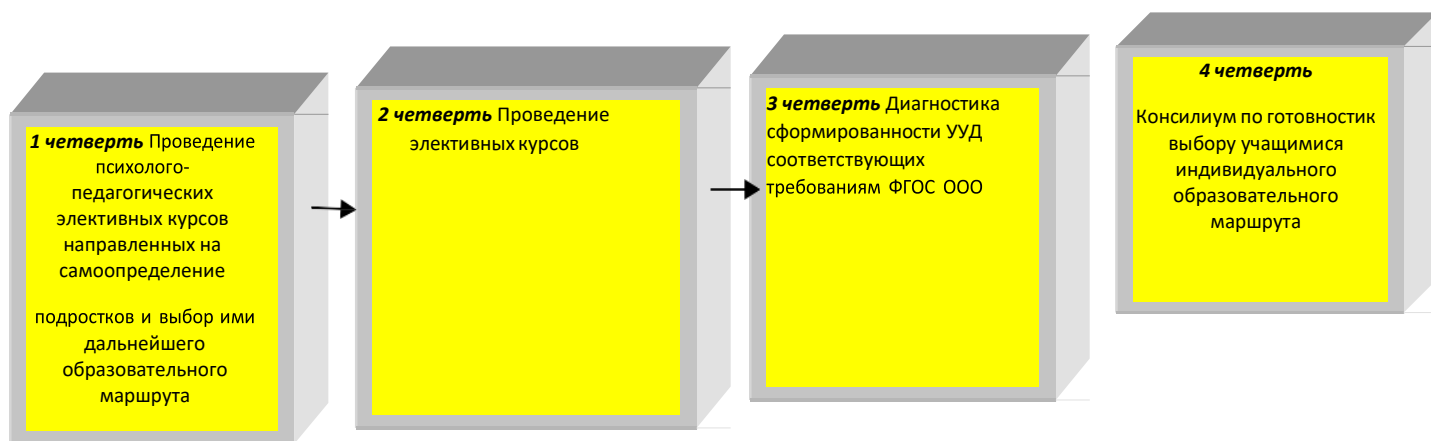 1 четверть Проведение
психолого-
педагогических
элективных курсов
направленных на
самоопределение
подростков и выбор ими
дальнейшего
образовательного
маршрута
2 четверть Проведение
элективных курсов
3 четверть Диагностика
сформированности УУД
соответствующих
требованиям ФГОС ООО
4 четверть
Консилиум по готовностик
выбору учащимися
индивидуального
образовательного
маршрута